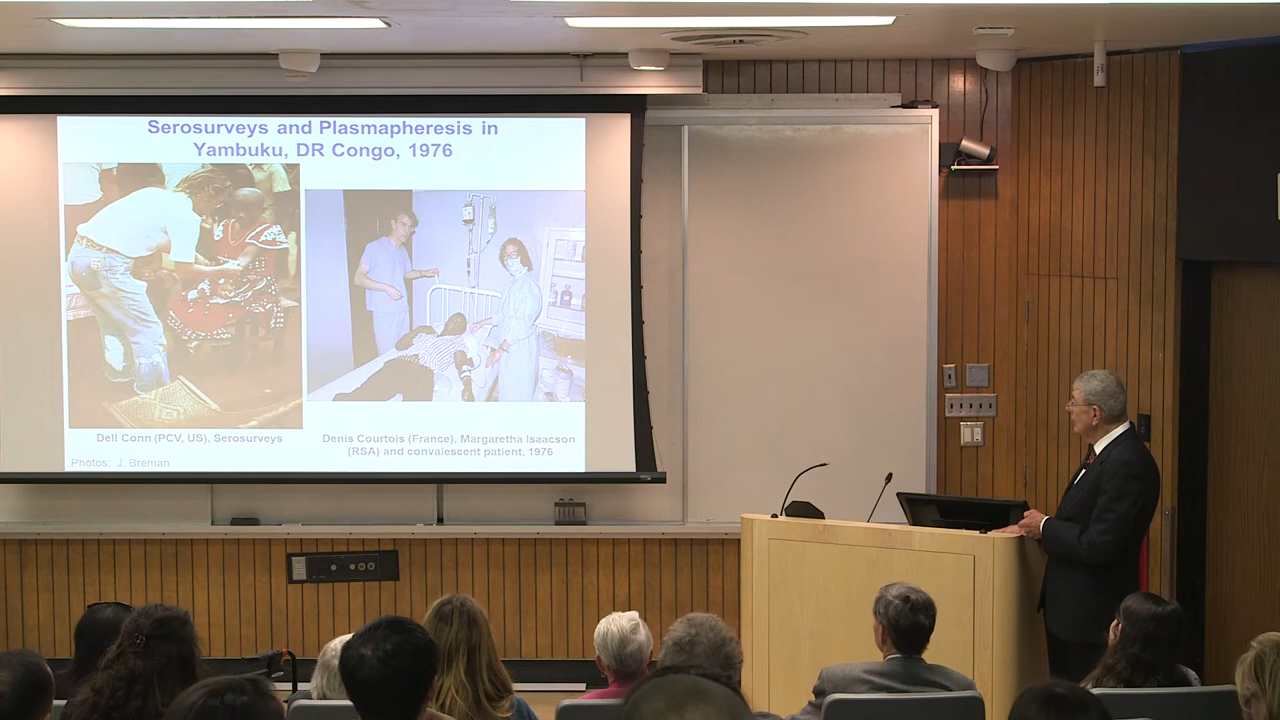 Serosurveys and Plasmapheresis in
Yambuku, DR Congo, 1976
Dell Conn (PCV, US), Serosurveys
Denis Courtois (France), Margaretha Isaacson
(RSA) and convalescent patient, 1976
Photos: J. Breman